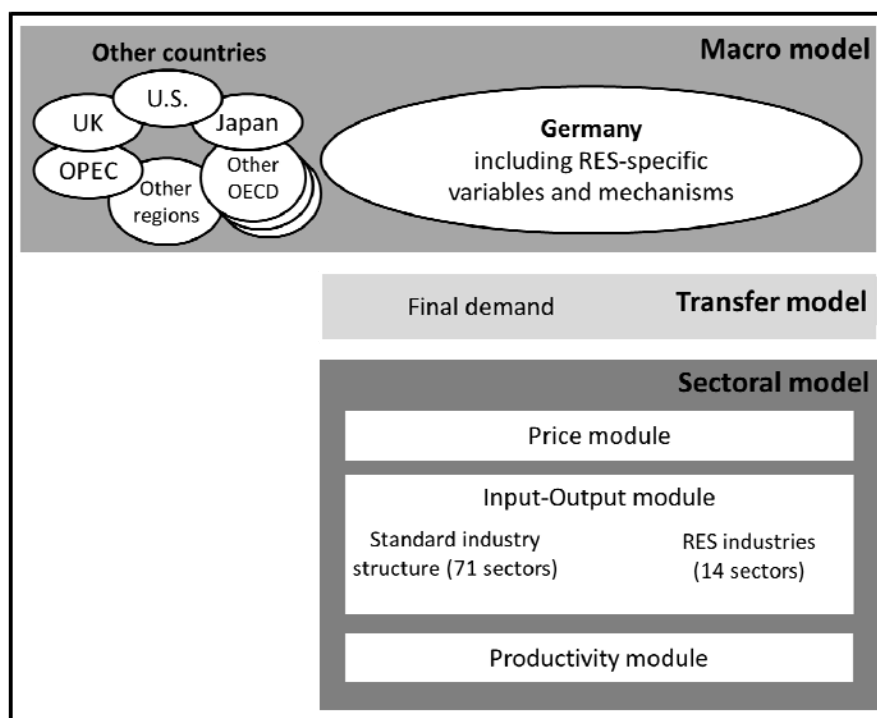 Other countries
Macro model
U.S.
UK
Japan
OPEC
Other
regions
Other
OECD
Germany
including RES-specific
variables and mechanisms
Final demand
Transfer model
Sectoral model
Price module
Input-Output module
Standard industry
structure (71 sectors)
RES industries
(14 sectors)
Productivity module